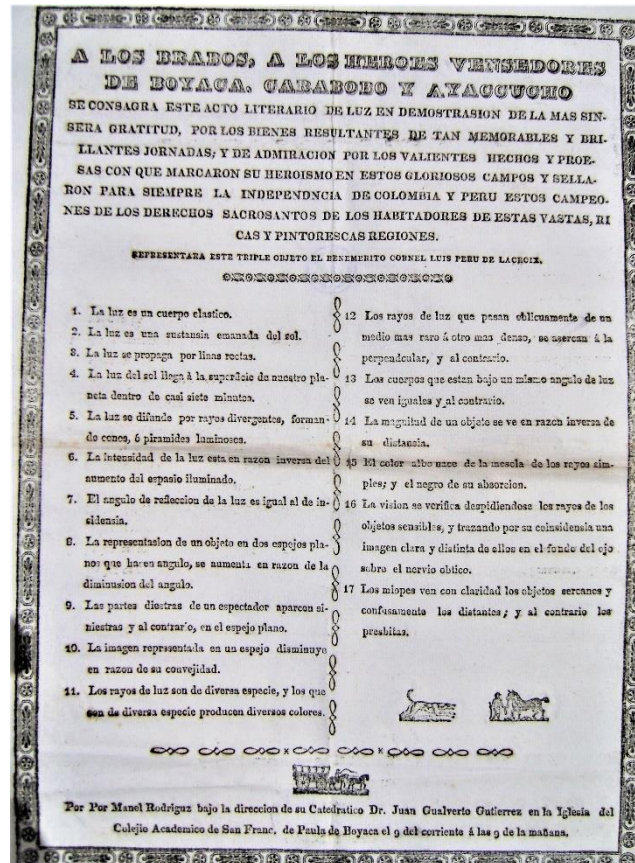 A LOS BRABOS, A LOS HEROES VENSEDORES
DE BOYACA, CARABOBO Y AYACCUCHO
SE CONSAGRA ESTE ACTO LITERARIO DE LUZ EN DEMOSTRASION DE LA MAS SIN-
SERA GRATITUD, POR LOS BIENES RESULTANTES DE TAN MEMORABLES Y BRI-
LLANTES JORNADAS; Y DE ADMIRACION POR LOS VALIENTES HECHOS Y PROE-
SAS CON QUE MARCARON SU HEROISMO EN ESTOS GLORIOSOS CAMPOS Y SELLA-
RON PARA SIEMPRE LA INDEPENDNCIA DE COLOMBIA Y PERU ESTOS CAMPEO-
NES DE LOS DERECHOS SACROSANTOS DE LOS HABITADORES DE ESTAS VASTAS, RI
CAS Y PINTORESCAS REGIONES.
REPRESENTARA ESTE TRIPLE OBJETO EL BENEMERITO CORNEL LUIS PERU DE LACROIX.
1. La luz es un cuerpo elastico.
2. La luz es una sustansia emanada del sol.
3. La luz se propaga por linas rectas.
4. La luz del sol llega á la superficie de nuestro pla-
neta dentro de casi siete minutos.
5. La luz se difunde por rayos divergentes, forman-
do conos, ó piramides luminosos.
6. La intensidad de la luz esta en razon inversa del
aumento del espasio iluminado.
7. El angulo de refleccion de la luz es igual al de in-
sidensia.
8. La representasion de un objeto en dos espejos pla-
nos que hacen angulo, se aumenta en razon de la
diminusion del angulo.
9. Las partes diestras de un espectador aparcen si-
niestras y al contrario, en el espejo plano.
10. La imagen representada en un espejo disminuye
en razon de su convejidad.
11. Los rayos de luz son de diversa especie, y los que
son de diversa especie producen diversos colores.
12 Los rayos de luz que pasan oblicuamente de un
medio mas raro á otro mas denso, se asercan á la
perpendcular, y al contrario.
13 Los cuerpos que estan bajo un mismo angulo de luz
se ven iguales y al contrario.
14 La magnitud de un objeto se ve en razon inversa de
su distansia.
15 El color albo nace de la mescla de los rayos sim-
ples; y el negro de su absorcion.
16 La vision se verifica despidiendose los rayos de los
objetos sensibles, y trazando por su coinsidensia una
imagen clara y distinta de ellos en el fondo del ojo
sobre el nervio obtico.
17 Los miopes ven con claridad los objetos sercanos y
confusamente los distantes; y al contrario los
presbitas.
Por Por Manel Rodriguz bajo la direccion de su Catedratico Dr. Juan Gualverto Gutierrez en la Iglesia del
Colejio Academico de San Franc. de Paula de Boyaca el 9 del corriente á las 9 de la mañana.